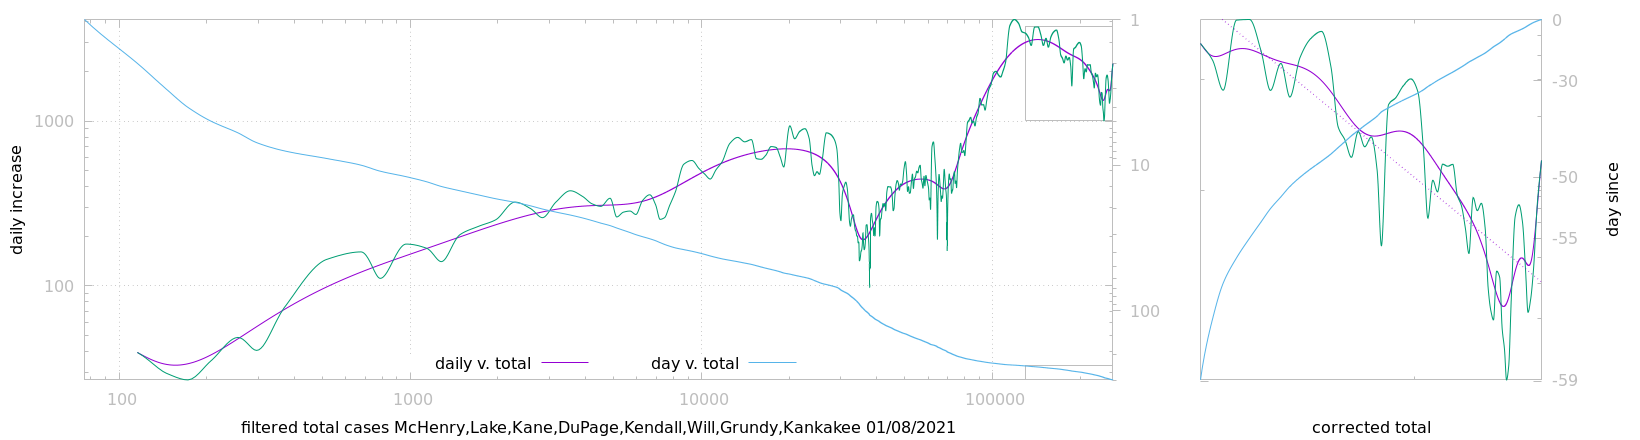 daily increase
1000
100
100
1000
10000
100000
1
10
100
daily v. total
day v. total
filtered total cases McHenry,Lake,Kane,DuPage,Kendall,Will,Grundy,Kankakee 01/08/2021
0
-30
-50
-55
-59
day since
corrected total